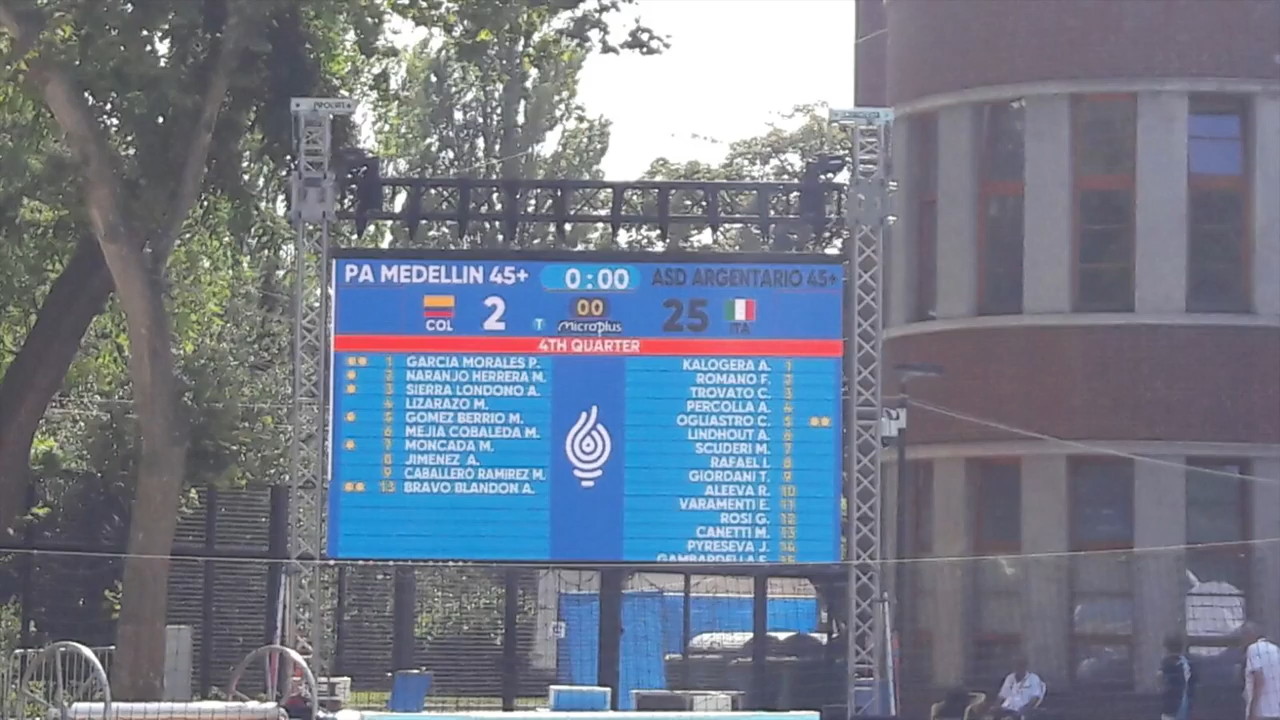 PA MEDELLIN 45+ 0:00 ASD ARGENTARIO 45+
COL 2 T 00 25 ITA
Microplus
4TH QUARTER
1 GARCIA MORALES P.
2 NARANJO HERRERA M.
3 SIERRA LONDONO A.
4 LIZARAZO M.
5 GOMEZ BERRIO M.
6 MEJIA COBALEDA M.
7 MONCADA M.
8 JIMENEZ A.
9 CABALLERO RAMIREZ M.
13 BRAVO BLANDON A.
KALOGERA A. 1
ROMANO F. 2
TROVATO C. 3
PERCOLLA A. 4
OGLIASTRO C. 5
LINDHOUT A. 6
SCUDERI M. 7
RAFAEL I. 8
GIORDANI T. 9
ALEEVA R. 10
VARAMENTI E. 11
ROSI G. 12
CANETTI M. 13
PYRESEVA J. 14
GAMBARDELLA F. 15